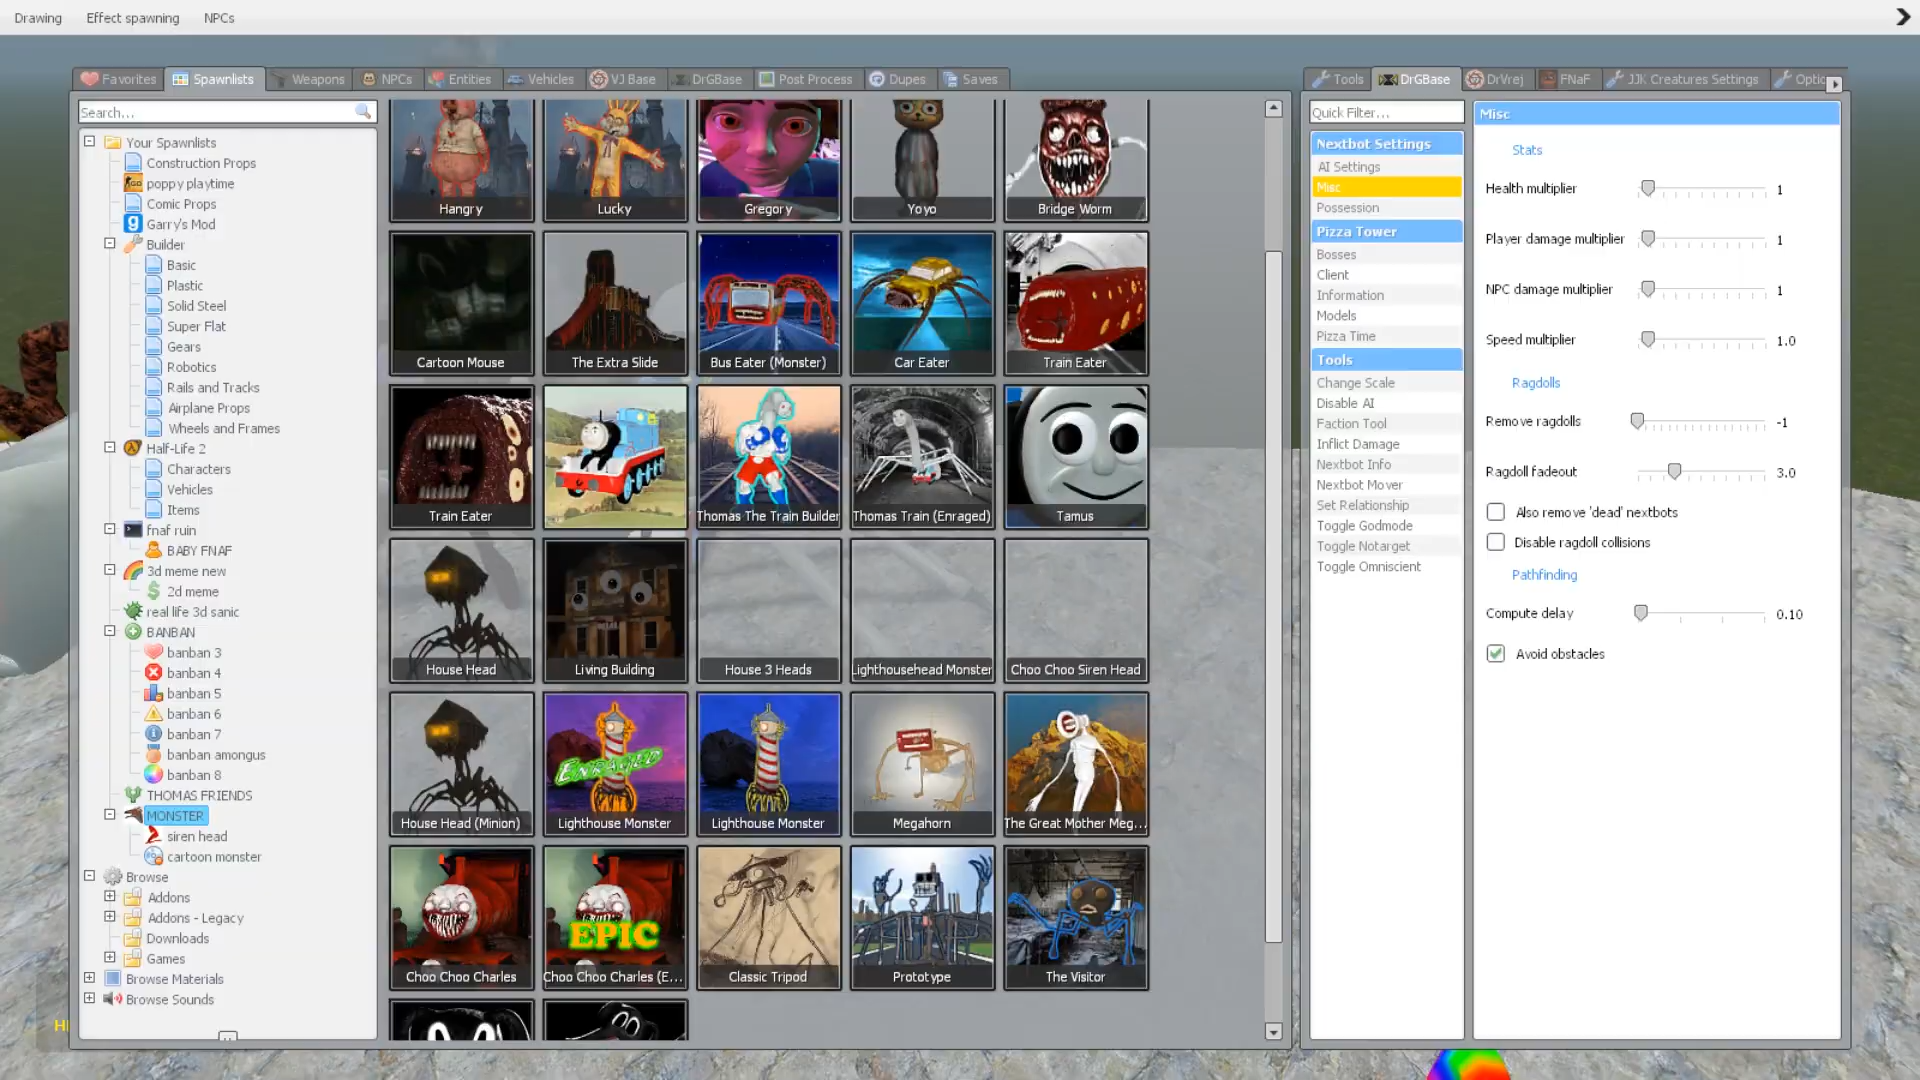 Drawing Effect spawning NPCs
Favorites Spawnlists Weapons NPCs Entities Vehicles VJ Base DrGBase Post Process Dupes Saves
Search...
Your Spawnlists
Construction Props
poppy playtime
Comic Props
Garry's Mod
Builder
Basic
Plastic
Solid Steel
Super Flat
Gears
Robotics
Rails and Tracks
Airplane Props
Wheels and Frames
Half-Life 2
Characters
Vehicles
Items
fnaf ruin
BABY FNAF
3d meme new
2d meme
real life 3d sanic
BANBAN
banban 3
banban 4
banban 5
banban 6
banban 7
banban amongus
banban 8
THOMAS FRIENDS
MONSTER
siren head
cartoon monster
Browse
Addons
Addons - Legacy
Downloads
Games
Browse Materials
Browse Sounds
Hangry Lucky Gregory Yoyo Bridge Worm
Cartoon Mouse The Extra Slide Bus Eater (Monster) Car Eater Train Eater
Train Eater Thomas The Train Builder Thomas Train (Enraged) Tamus
House Head Living Building House 3 Heads Lighthousehead Monster Choo Choo Siren Head
ENRAGED
House Head (Minion) Lighthouse Monster Lighthouse Monster Megahorn The Great Mother Meg...
EPIC
Choo Choo Charles Choo Choo Charles (E... Classic Tripod Prototype The Visitor
Tools DrGBase DrVrej FNaF JJK Creatures Settings Optic
Quick Filter...
Nextbot Settings
AI Settings
Misc
Possession
Pizza Tower
Bosses
Client
Information
Models
Pizza Time
Tools
Change Scale
Disable AI
Faction Tool
Inflict Damage
Nextbot Info
Nextbot Mover
Set Relationship
Toggle Godmode
Toggle Notarget
Toggle Omniscient
Misc
Stats
Health multiplier 1
Player damage multiplier 1
NPC damage multiplier 1
Speed multiplier 1.0
Ragdolls
Remove ragdolls -1
Ragdoll fadeout 3.0
Also remove 'dead' nextbots
Disable ragdoll collisions
Pathfinding
Compute delay 0.10
Avoid obstacles